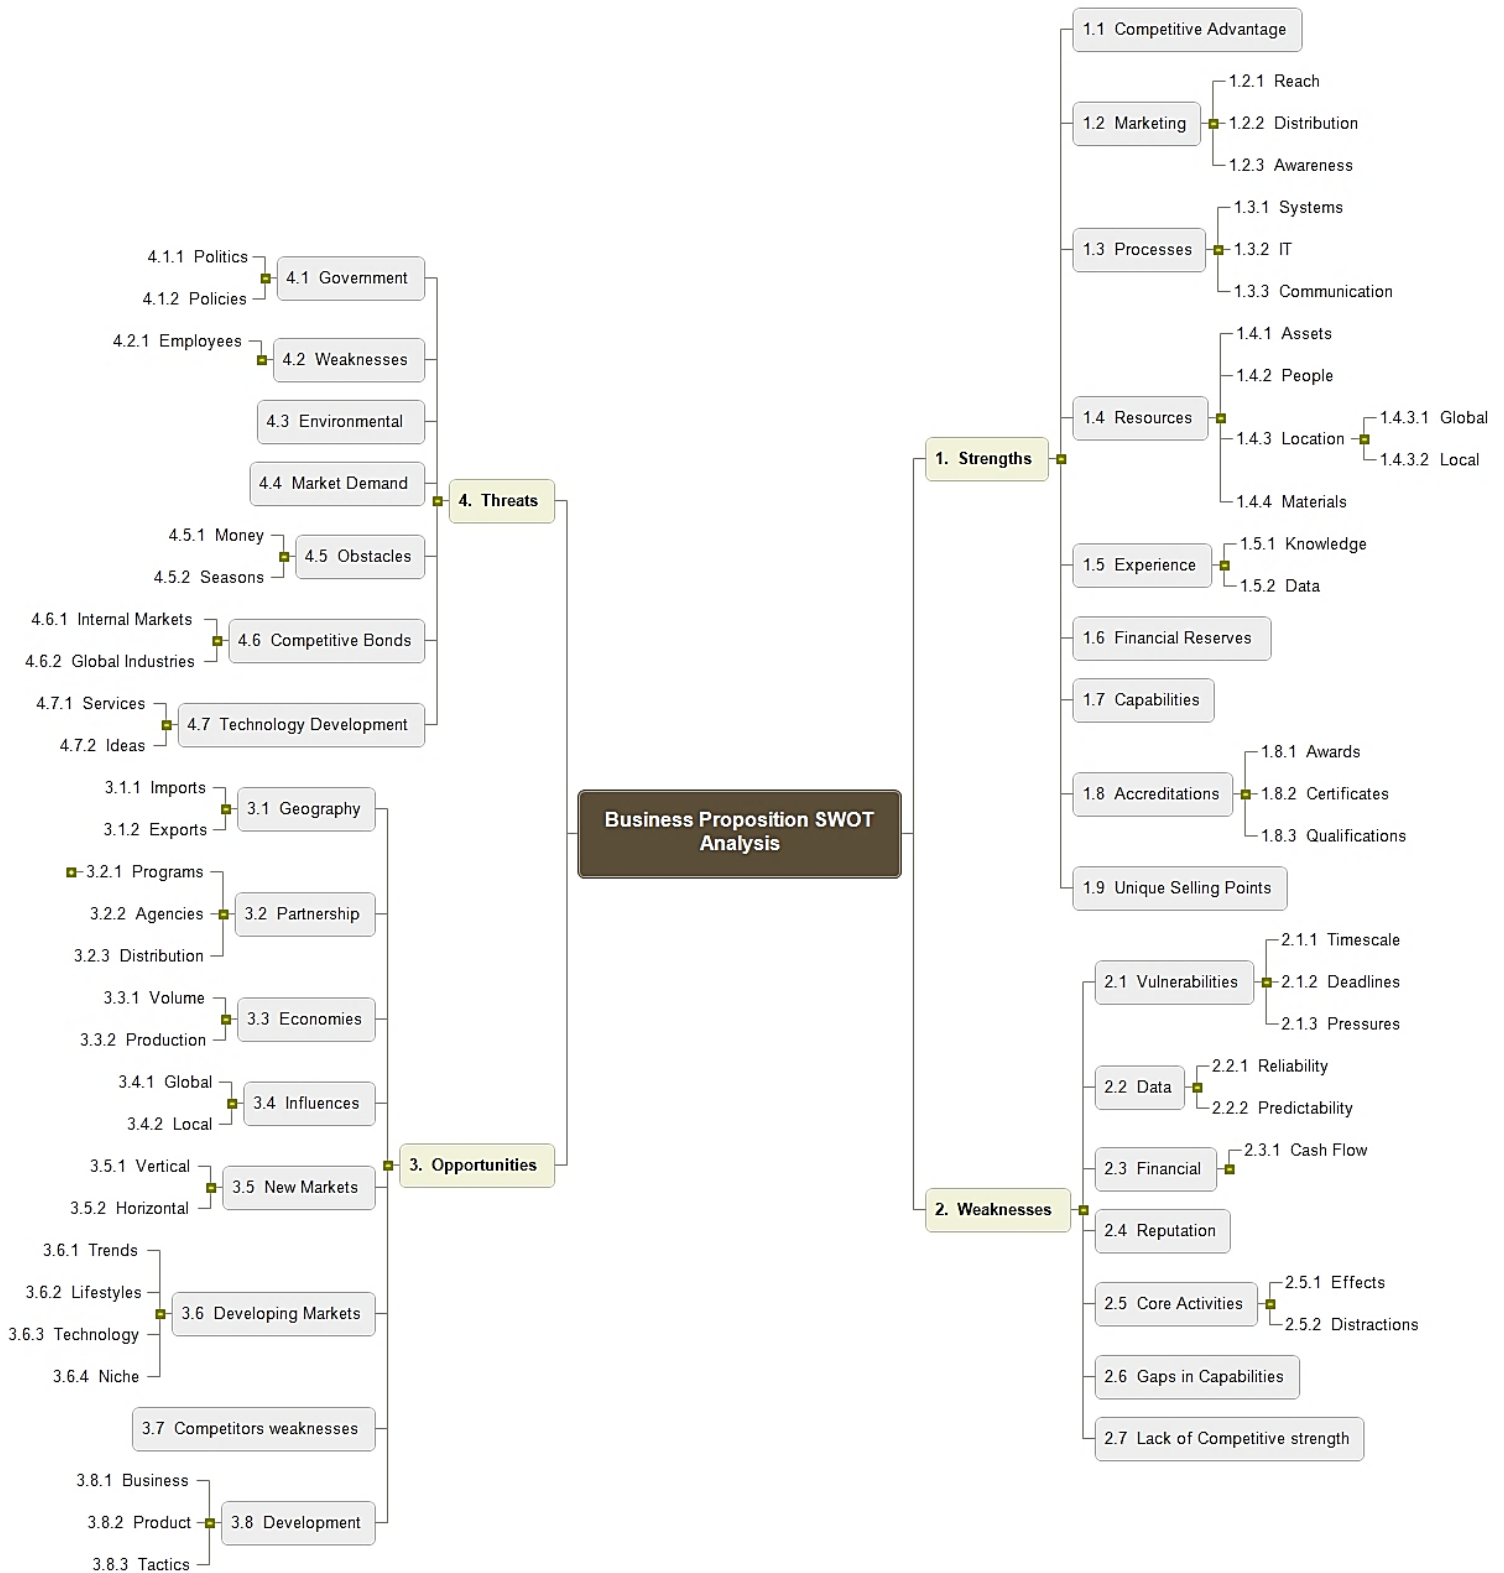 Business Proposition SWOT
Analysis
1. Strengths
1.1 Competitive Advantage
1.2 Marketing
1.2.1 Reach
1.2.2 Distribution
1.2.3 Awareness
1.3 Processes
1.3.1 Systems
1.3.2 IT
1.3.3 Communication
1.4 Resources
1.4.1 Assets
1.4.2 People
1.4.3 Location
1.4.3.1 Global
1.4.3.2 Local
1.4.4 Materials
1.5 Experience
1.5.1 Knowledge
1.5.2 Data
1.6 Financial Reserves
1.7 Capabilities
1.8 Accreditations
1.8.1 Awards
1.8.2 Certificates
1.8.3 Qualifications
1.9 Unique Selling Points
2. Weaknesses
2.1 Vulnerabilities
2.1.1 Timescale
2.1.2 Deadlines
2.1.3 Pressures
2.2 Data
2.2.1 Reliability
2.2.2 Predictability
2.3 Financial
2.3.1 Cash Flow
2.4 Reputation
2.5 Core Activities
2.5.1 Effects
2.5.2 Distractions
2.6 Gaps in Capabilities
2.7 Lack of Competitive strength
3. Opportunities
3.1 Geography
3.1.1 Imports
3.1.2 Exports
3.2 Partnership
3.2.1 Programs
3.2.2 Agencies
3.2.3 Distribution
3.3 Economies
3.3.1 Volume
3.3.2 Production
3.4 Influences
3.4.1 Global
3.4.2 Local
3.5 New Markets
3.5.1 Vertical
3.5.2 Horizontal
3.6 Developing Markets
3.6.1 Trends
3.6.2 Lifestyles
3.6.3 Technology
3.6.4 Niche
3.7 Competitors weaknesses
3.8 Development
3.8.1 Business
3.8.2 Product
3.8.3 Tactics
4. Threats
4.1 Government
4.1.1 Politics
4.1.2 Policies
4.2 Weaknesses
4.2.1 Employees
4.3 Environmental
4.4 Market Demand
4.5 Obstacles
4.5.1 Money
4.5.2 Seasons
4.6 Competitive Bonds
4.6.1 Internal Markets
4.6.2 Global Industries
4.7 Technology Development
4.7.1 Services
4.7.2 Ideas